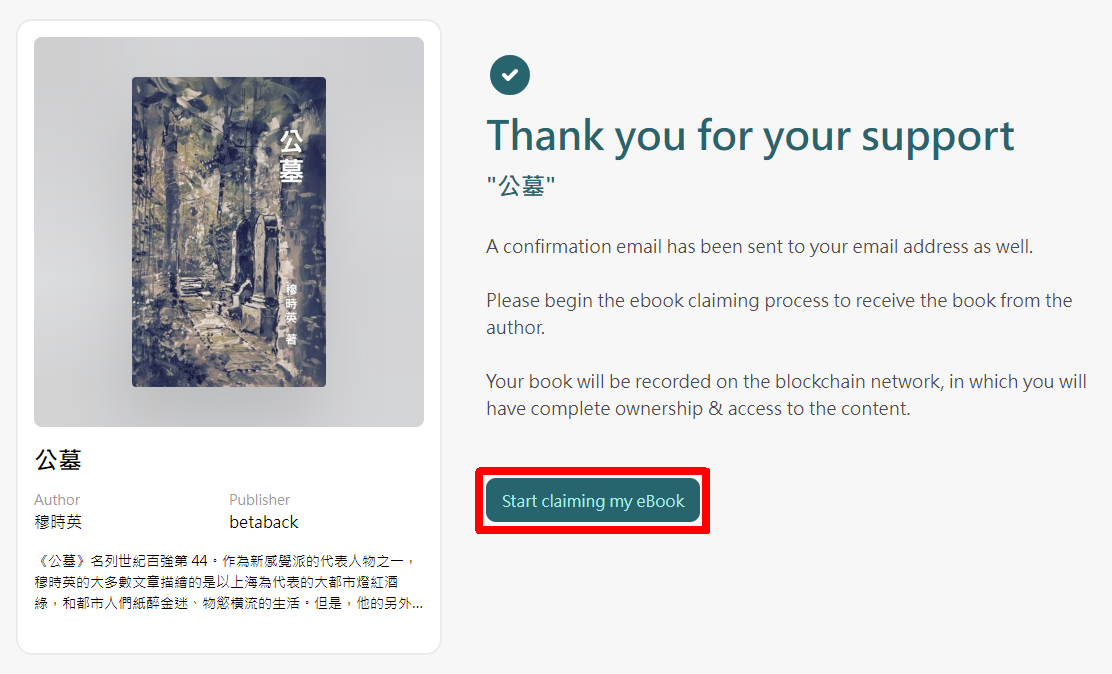 公墓
穆時英 著
公墓
Author
穆時英
Publisher
betaback
《公墓》名列世紀百強第 44。作為新感覺派的代表人物之一，
穆時英的大多數文章描繪的是以上海為代表的大都市燈紅酒
綠，和都市人們紙醉金迷、物慾橫流的生活。但是，他的另外...
Thank you for your support
"公墓"
A confirmation email has been sent to your email address as well.
Please begin the ebook claiming process to receive the book from the
author.
Your book will be recorded on the blockchain network, in which you will
have complete ownership & access to the content.
Start claiming my eBook